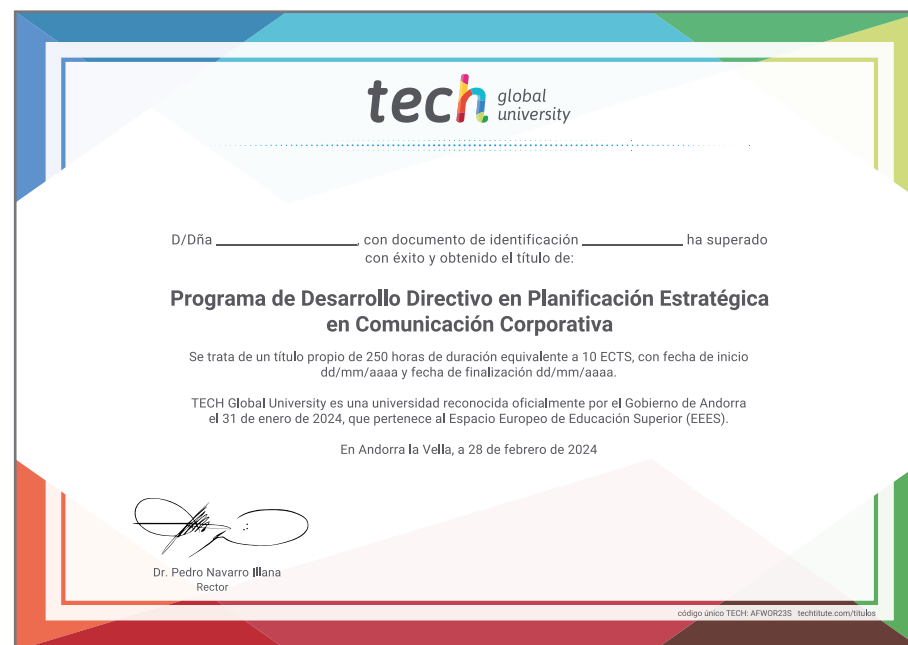 tech global
university
D/Dña ____________, con documento de identificación ____________ ha superado
con éxito y obtenido el título de:
Programa de Desarrollo Directivo en Planificación Estratégica
en Comunicación Corporativa
Se trata de un título propio de 250 horas de duración equivalente a 10 ECTS, con fecha de inicio
dd/mm/aaaa y fecha de finalización dd/mm/aaaa.
TECH Global University es una universidad reconocida oficialmente por el Gobierno de Andorra
el 31 de enero de 2024, que pertenece al Espacio Europeo de Educación Superior (EEES).
En Andorra la Vella, a 28 de febrero de 2024
Dr. Pedro Navarro Illana
Rector
código único TECH: AFWOR23S techtitute.com/titulos